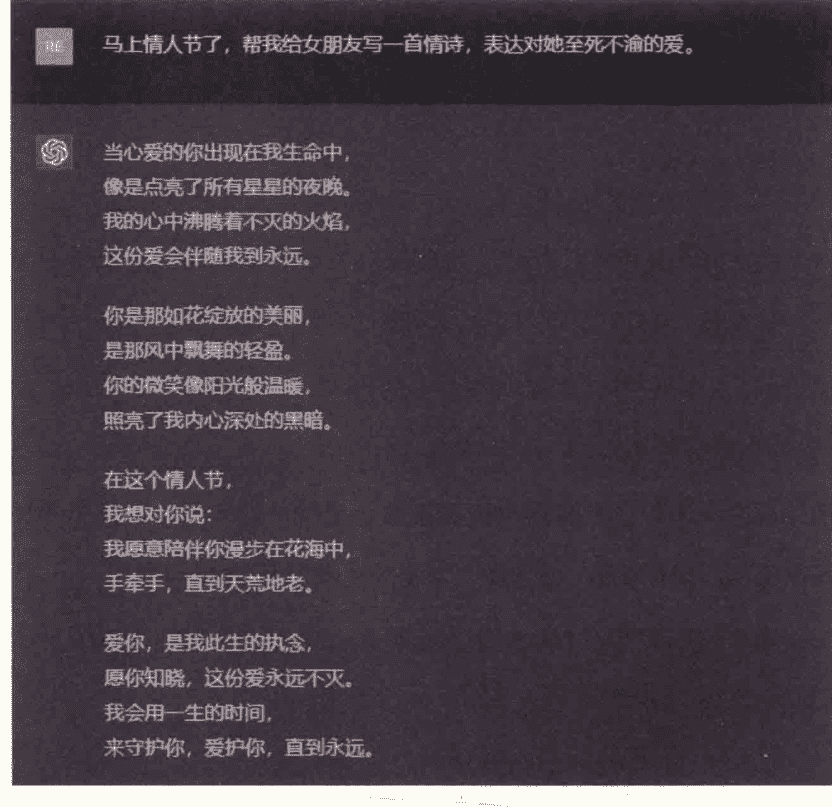 马上情人节了，帮我给女朋友写一首情诗，表达对她至死不渝的爱。
当心爱的你出现在我生命中，
像是点亮了所有星星的夜晚。
我的心中沸腾着不灭的火焰，
这份爱会伴随我到永远。
你是那如花绽放的美丽，
是那风中飘舞的轻盈。
你的微笑像阳光般温暖，
照亮了我内心深处的黑暗。
在这个情人节，
我想对你说：
我愿意陪伴你漫步在花海中，
手牵手，直到天荒地老。
爱你，是我此生的执念，
愿你知晓，这份爱永远不灭。
我会用一生的时间，
来守护你，爱护你，直到永远。